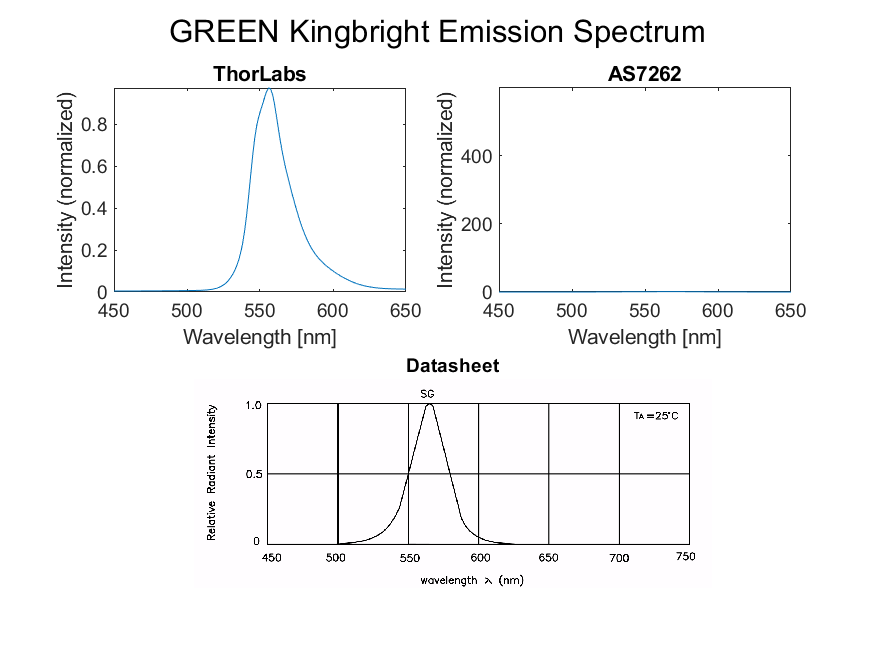 GREEN Kingbright Emission Spectrum
ThorLabs
Intensity (normalized)
0.8
0.6
0.4
0.2
0
450 500 550 600 650
Wavelength [nm]
AS7262
Intensity (normalized)
400
200
0
450 500 550 600 650
Wavelength [nm]
Datasheet
SG
TA=25°C
Relative Radiant Intensity
1.0
0.5
0
450 500 550 600 650 700 750
wavelength λ (nm)